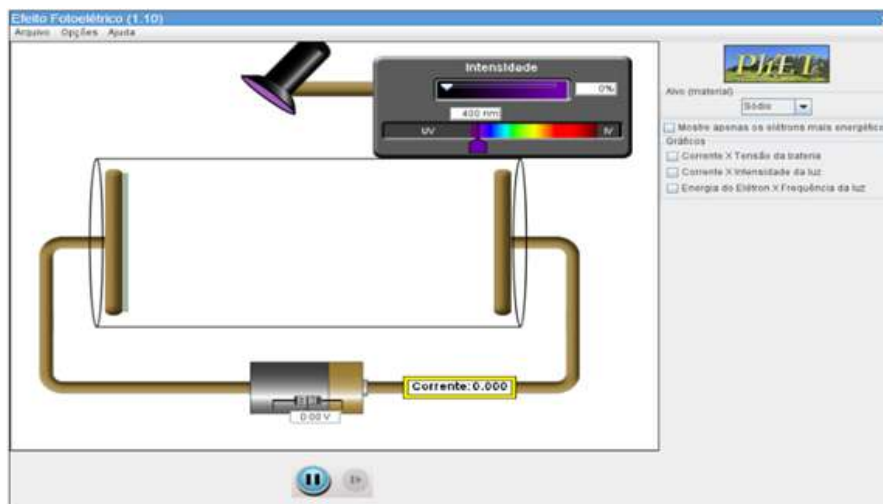 Efeito Fotoelétrico (1.10)
Arquivo Opções Ajuda
Intensidade
0%
400 nm
UV
IV
PhET
Alvo (material)
Sódio
Mostre apenas os elétrons mais energético
Gráficos
Corrente X Tensão da bateria
Corrente X Intensidade da luz
Energia do Elétron X Frequência da luz
Corrente: 0.000
0.00 V